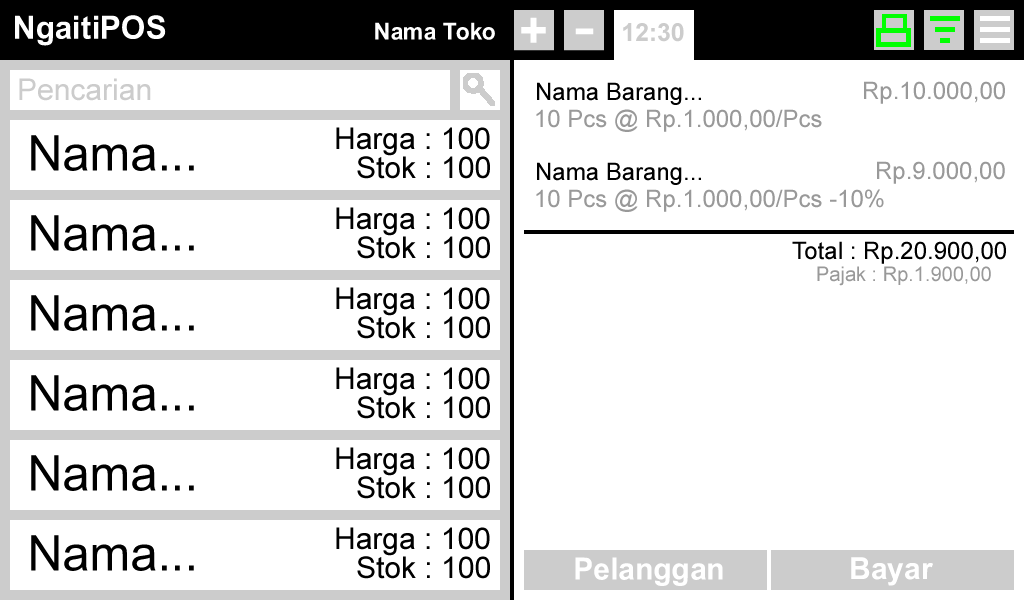 NgaitiPOS
Nama Toko
+
-
12:30
Pencarian
Nama...
Harga : 100
Stok : 100
Nama...
Harga : 100
Stok : 100
Nama...
Harga : 100
Stok : 100
Nama...
Harga : 100
Stok : 100
Nama...
Harga : 100
Stok : 100
Nama...
Harga : 100
Stok : 100
Nama Barang... Rp.10.000,00
10 Pcs @ Rp.1.000,00/Pcs
Nama Barang... Rp.9.000,00
10 Pcs @ Rp.1.000,00/Pcs -10%
Total : Rp.20.900,00
Pajak : Rp.1.900,00
Pelanggan
Bayar